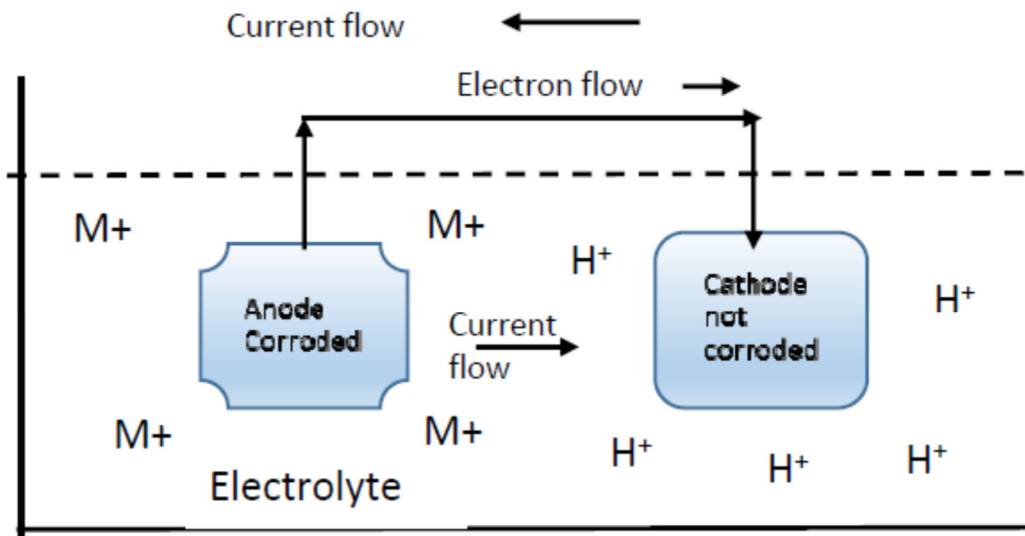 Current flow
Electron flow
M+
M+
H⁺
H⁺
Anode
Corroded
Current
flow
Cathode
not
corroded
M+
M+
H⁺
H⁺
H⁺
Electrolyte